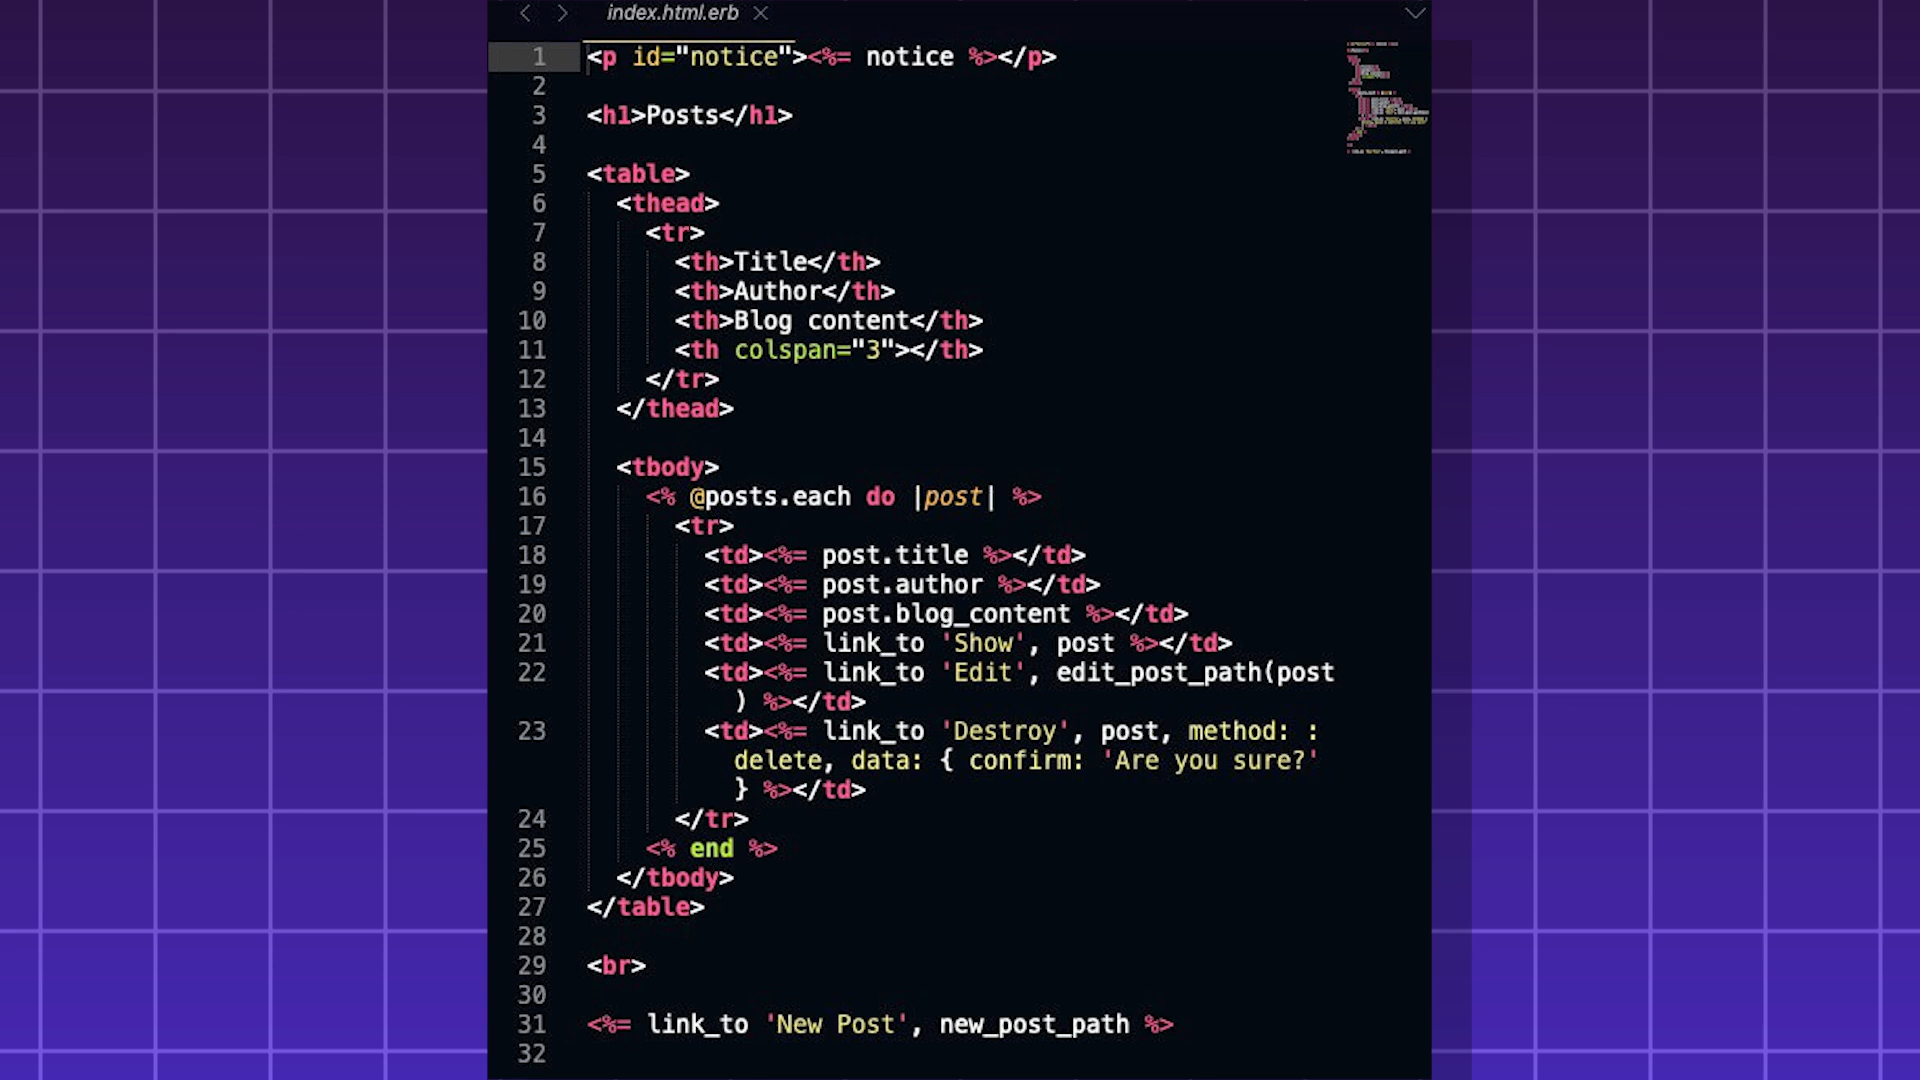 index.html.erb
1 <p id="notice"><%= notice %></p>
2
3 <h1>Posts</h1>
4
5 <table>
6 <thead>
7 <tr>
8 <th>Title</th>
9 <th>Author</th>
10 <th>Blog content</th>
11 <th colspan="3"></th>
12 </tr>
13 </thead>
14
15 <tbody>
16 <% @posts.each do |post| %>
17 <tr>
18 <td><%= post.title %></td>
19 <td><%= post.author %></td>
20 <td><%= post.blog_content %></td>
21 <td><%= link_to 'Show', post %></td>
22 <td><%= link_to 'Edit', edit_post_path(post
) %></td>
23 <td><%= link_to 'Destroy', post, method: :
delete, data: { confirm: 'Are you sure?'
} %></td>
24 </tr>
25 <% end %>
26 </tbody>
27 </table>
28
29 <br>
30
31 <%= link_to 'New Post', new_post_path %>
32